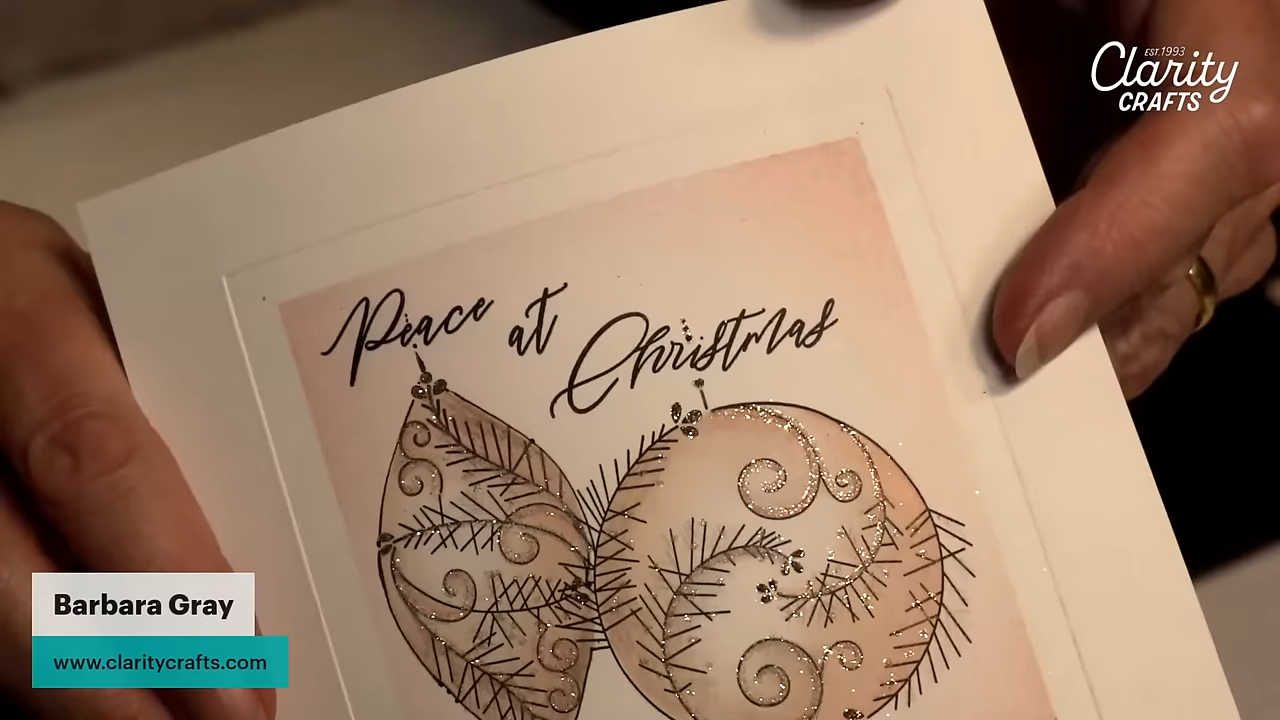 EST. 1993
Clarity
CRAFTS
Peace at Christmas
Barbara Gray
www.claritycrafts.com